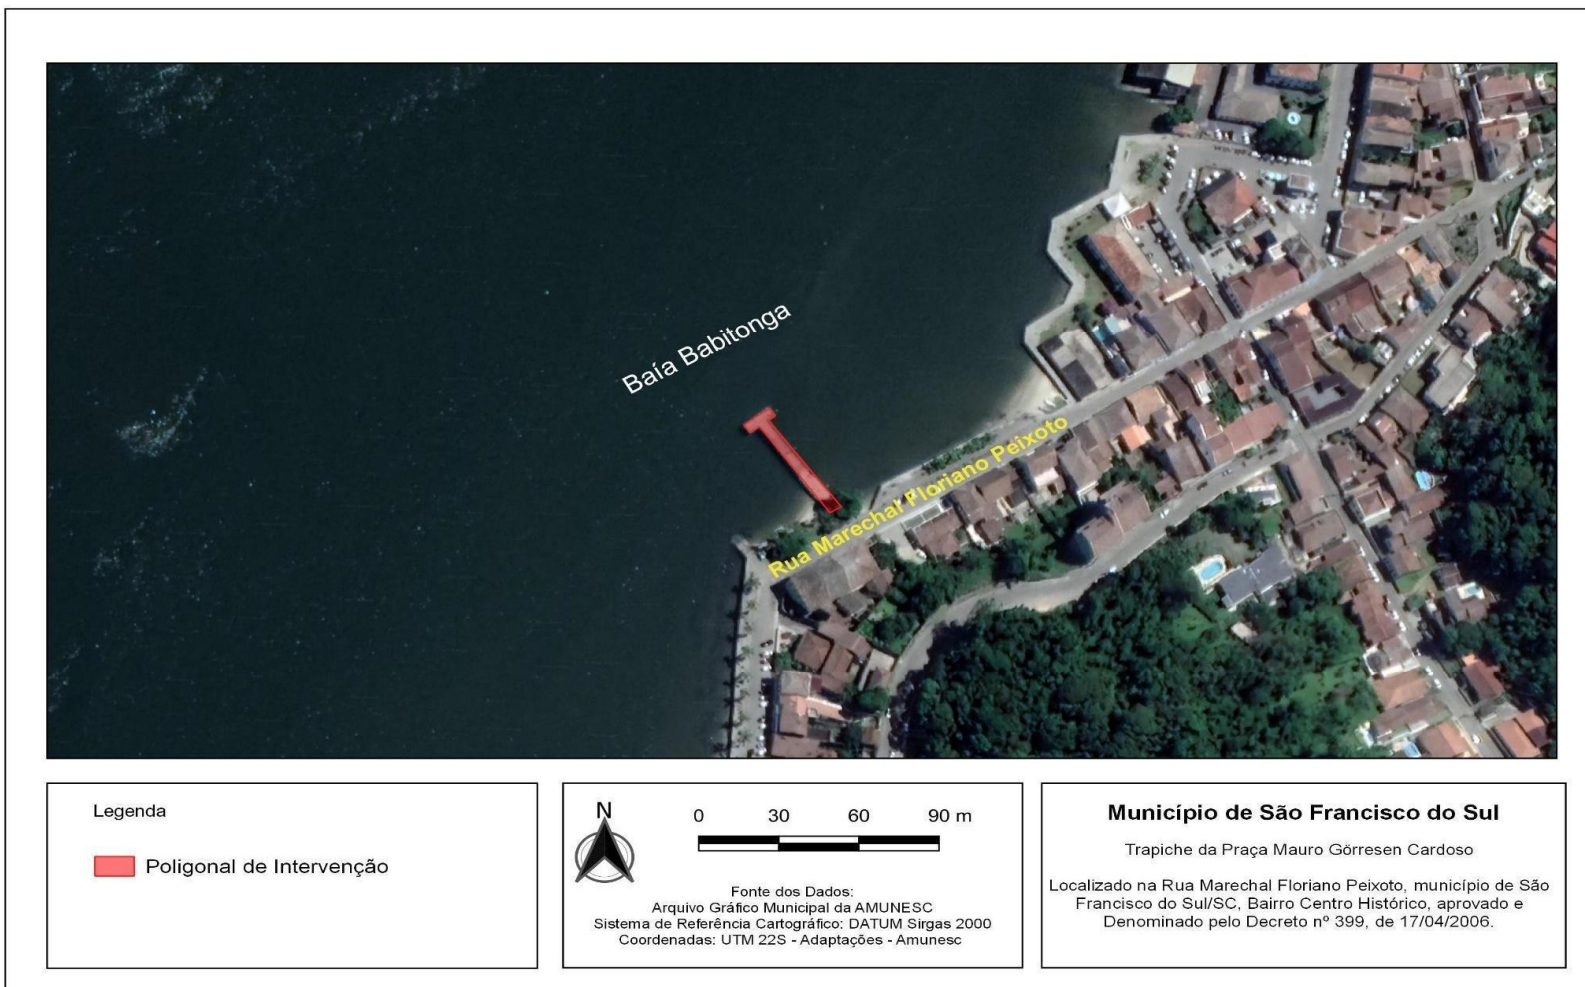 Baía Babitonga
Rua Marechal Floriano Peixoto
Legenda
Poligonal de Intervenção
N
0 30 60 90 m
Fonte dos Dados:
Arquivo Gráfico Municipal da AMUNESC
Sistema de Referência Cartográfico: DATUM Sirgas 2000
Coordenadas: UTM 22S - Adaptações - Amunesc
Município de São Francisco do Sul
Trapiche da Praça Mauro Görresen Cardoso
Localizado na Rua Marechal Floriano Peixoto, município de São
Francisco do Sul/SC, Bairro Centro Histórico, aprovado e
Denominado pelo Decreto nº 399, de 17/04/2006.